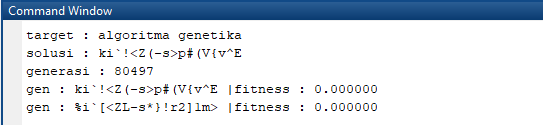 Command Window
target : algoritma genetika
solusi : ki`!<Z(-s>p#(V{v^E
generasi : 80497
gen : ki`!<Z(-s>p#(V{v^E |fitness : 0.000000
gen : %i`[<ZL-s*}!r2]lm> |fitness : 0.000000